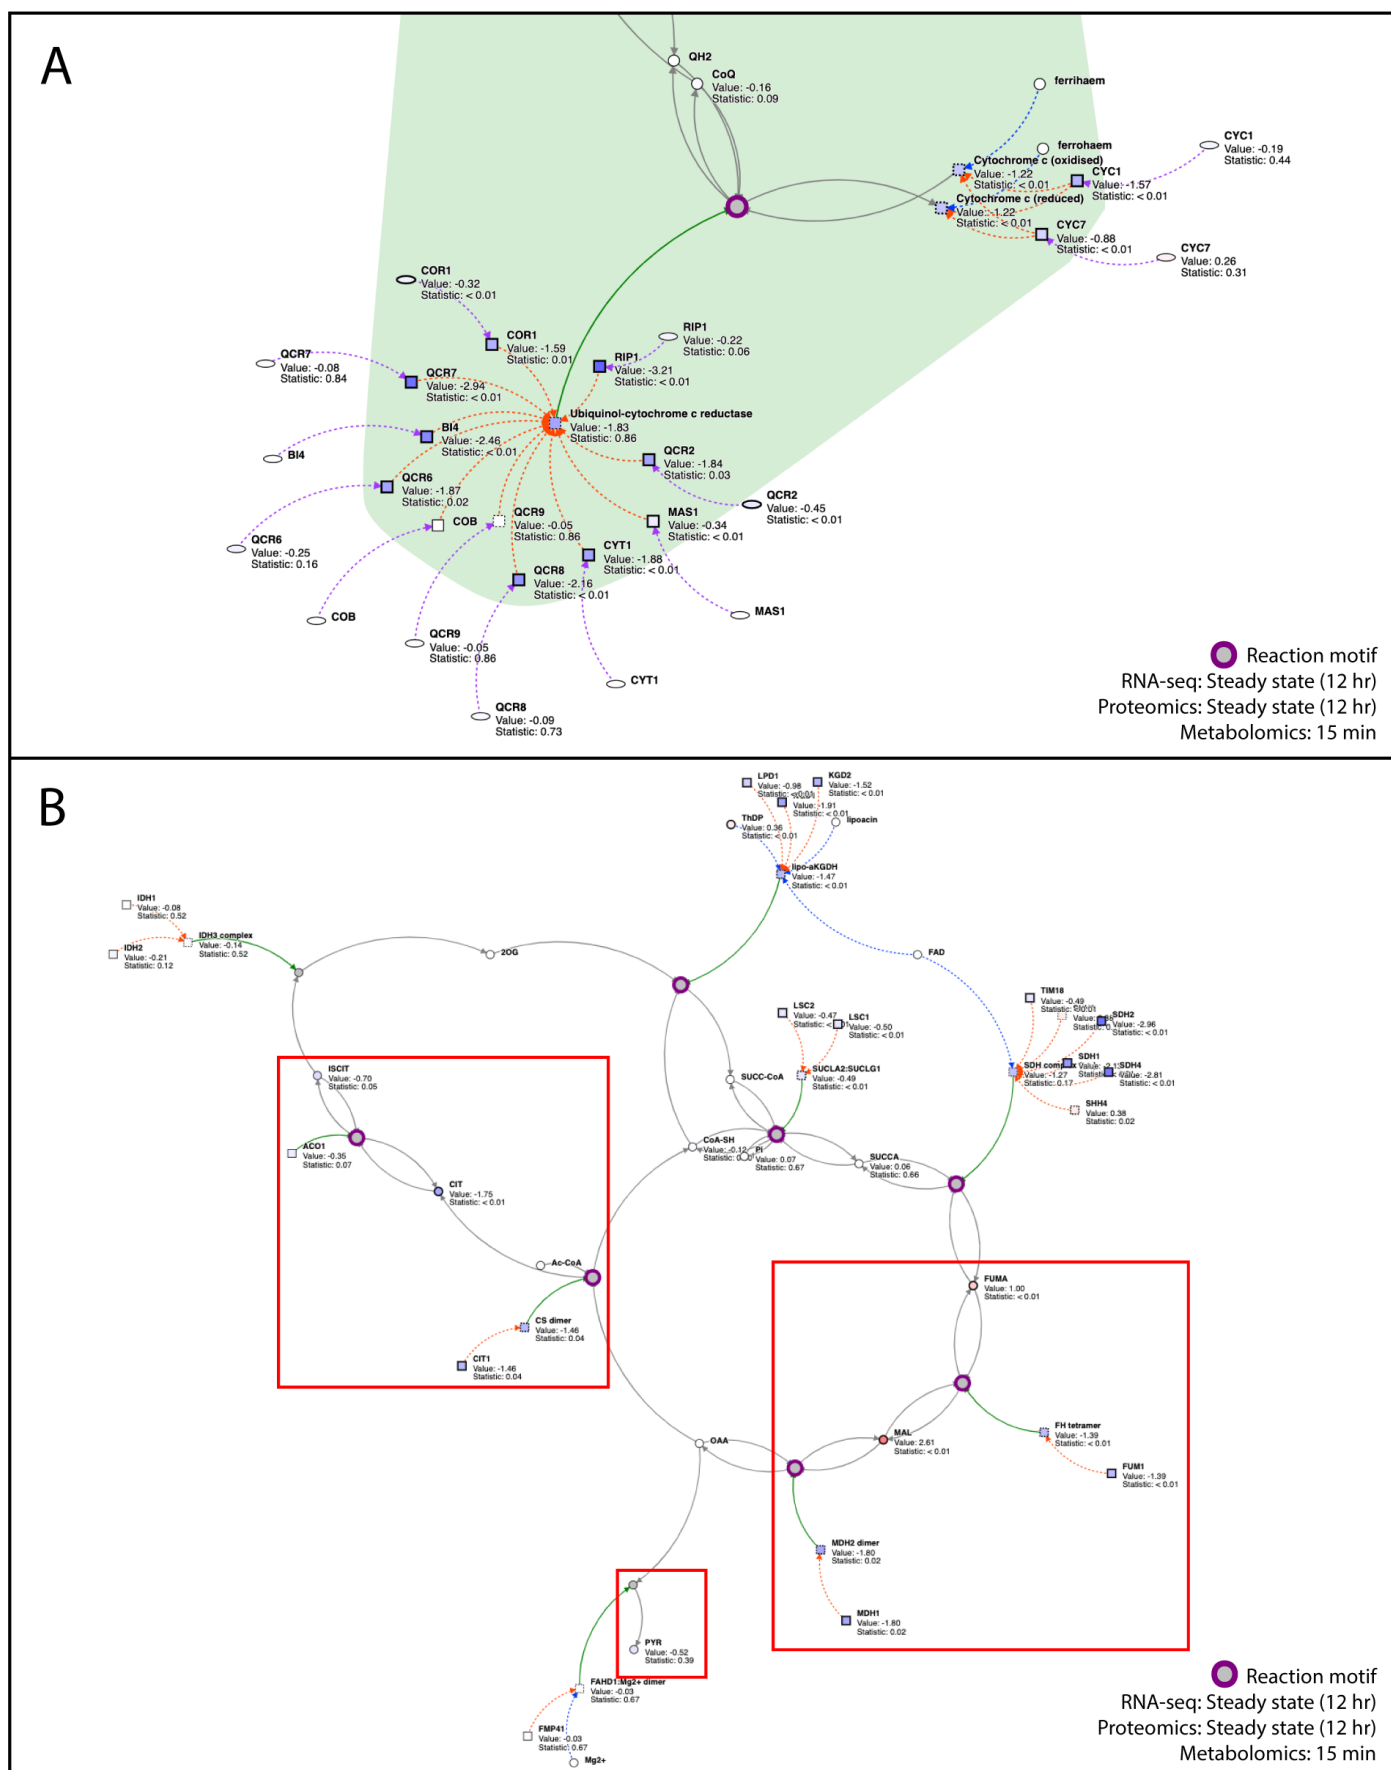 A
QH2
CoQ
Value: -0.16
Statistic: 0.09
ferrihaem
ferrohaem
Cytochrome c (oxidised)
Value: -1.22
Statistic: < 0.01
Cytochrome c (reduced)
Value: -1.22
Statistic: < 0.01
CYC1
Value: -1.57
Statistic: < 0.01
CYC1
Value: -0.19
Statistic: 0.44
CYC7
Value: -0.88
Statistic: < 0.01
CYC7
Value: 0.26
Statistic: 0.31
COR1
Value: -0.32
Statistic: < 0.01
COR1
Value: -1.59
Statistic: 0.01
RIP1
Value: -0.22
Statistic: 0.06
RIP1
Value: -3.21
Statistic: < 0.01
QCR7
Value: -0.08
Statistic: 0.84
QCR7
Value: -2.94
Statistic: < 0.01
Ubiquinol-cytochrome c reductase
Value: -1.83
Statistic: 0.86
BI4
Value: -2.46
Statistic: < 0.01
BI4
QCR2
Value: -1.84
Statistic: 0.03
QCR2
Value: -0.45
Statistic: < 0.01
QCR6
Value: -1.87
Statistic: 0.02
QCR6
Value: -0.25
Statistic: 0.16
COB
QCR9
Value: -0.05
Statistic: 0.86
MAS1
Value: -0.34
Statistic: < 0.01
CYT1
Value: -1.88
Statistic: < 0.01
QCR8
Value: -2.16
Statistic: < 0.01
MAS1
COB
QCR9
Value: -0.05
Statistic: 0.86
CYT1
QCR8
Value: -0.09
Statistic: 0.73
Reaction motif
RNA-seq: Steady state (12 hr)
Proteomics: Steady state (12 hr)
Metabolomics: 15 min
B
LPD1
Value: -0.98
Statistic: < 0.01
KGD2
Value: -1.52
Statistic: < 0.01
Value: -1.91
Statistic: < 0.01
ThDP
Value: 0.36
Statistic: < 0.01
lipoacin
lipo-aKGDH
Value: -1.47
Statistic: < 0.01
IDH1
Value: -0.08
Statistic: 0.52
IDH3 complex
Value: -0.14
Statistic: 0.52
IDH2
Value: -0.21
Statistic: 0.12
2OG
FAD
TIM18
Value: -0.49
Statistic: < 0.01
SDH2
Value: -2.96
Statistic: < 0.01
LSC2
Value: -0.47
LSC1
Value: -0.50
Statistic: < 0.01
SDH1
SDH4
Value: -2.81
Statistic: < 0.01
SDH complex
Value: -1.27
Statistic: 0.17
SUCLA2:SUCLG1
Value: -0.49
Statistic: < 0.01
SHH4
Value: 0.38
Statistic: 0.02
SUCC-CoA
ISCIT
Value: -0.70
Statistic: 0.05
ACO1
Value: -0.35
Statistic: 0.07
CoA-SH
Value: -0.12
Pi
Value: 0.07
Statistic: 0.67
SUCCA
Value: 0.06
Statistic: 0.66
CIT
Value: -1.75
Statistic: < 0.01
Ac-CoA
FUMA
Value: 1.00
Statistic: < 0.01
CS dimer
Value: -1.46
Statistic: 0.04
CIT1
Value: -1.46
Statistic: 0.04
MAL
Value: 2.61
Statistic: < 0.01
OAA
FH tetramer
Value: -1.39
Statistic: < 0.01
FUM1
Value: -1.39
Statistic: < 0.01
MDH2 dimer
Value: -1.80
Statistic: 0.02
MDH1
Value: -1.80
Statistic: 0.02
PYR
Value: -0.52
Statistic: 0.39
FAHD1:Mg2+ dimer
Value: -0.03
Statistic: 0.67
FMP41
Value: -0.03
Statistic: 0.67
Mg2+
Reaction motif
RNA-seq: Steady state (12 hr)
Proteomics: Steady state (12 hr)
Metabolomics: 15 min